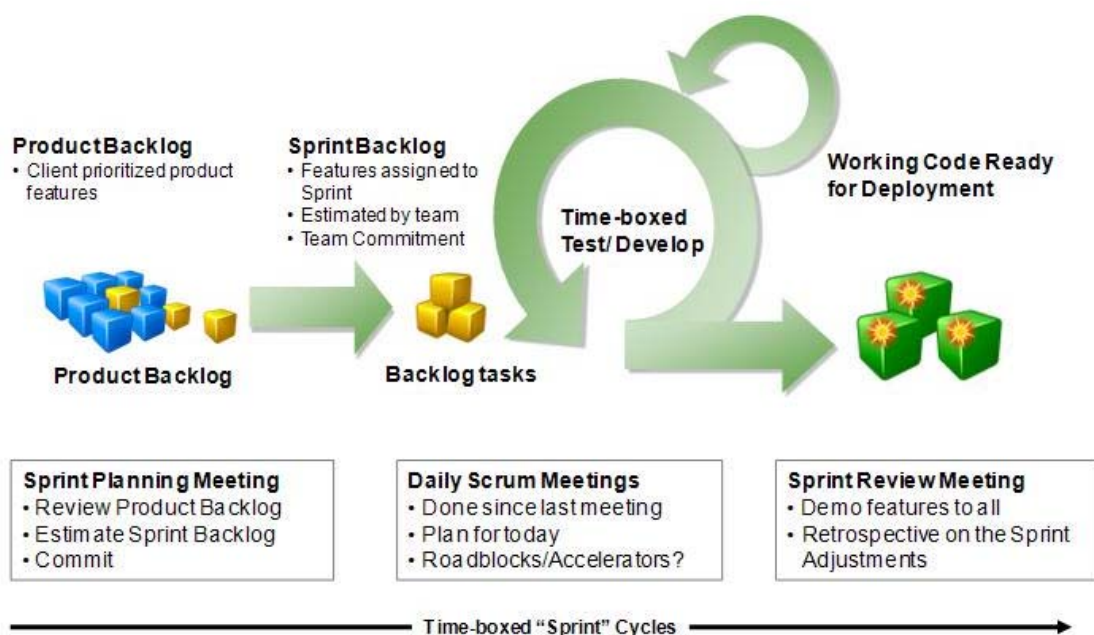 Product Backlog
• Client prioritized product
features
Sprint Backlog
• Features assigned to
Sprint
• Estimated by team
• Team Commitment
Time-boxed
Test/ Develop
Working Code Ready
for Deployment
Product Backlog
Backlog tasks
Sprint Planning Meeting
• Review Product Backlog
• Estimate Sprint Backlog
• Commit
Daily Scrum Meetings
• Done since last meeting
• Plan for today
• Roadblocks/Accelerators?
Sprint Review Meeting
• Demo features to all
• Retrospective on the Sprint
Adjustments
Time-boxed “Sprint” Cycles